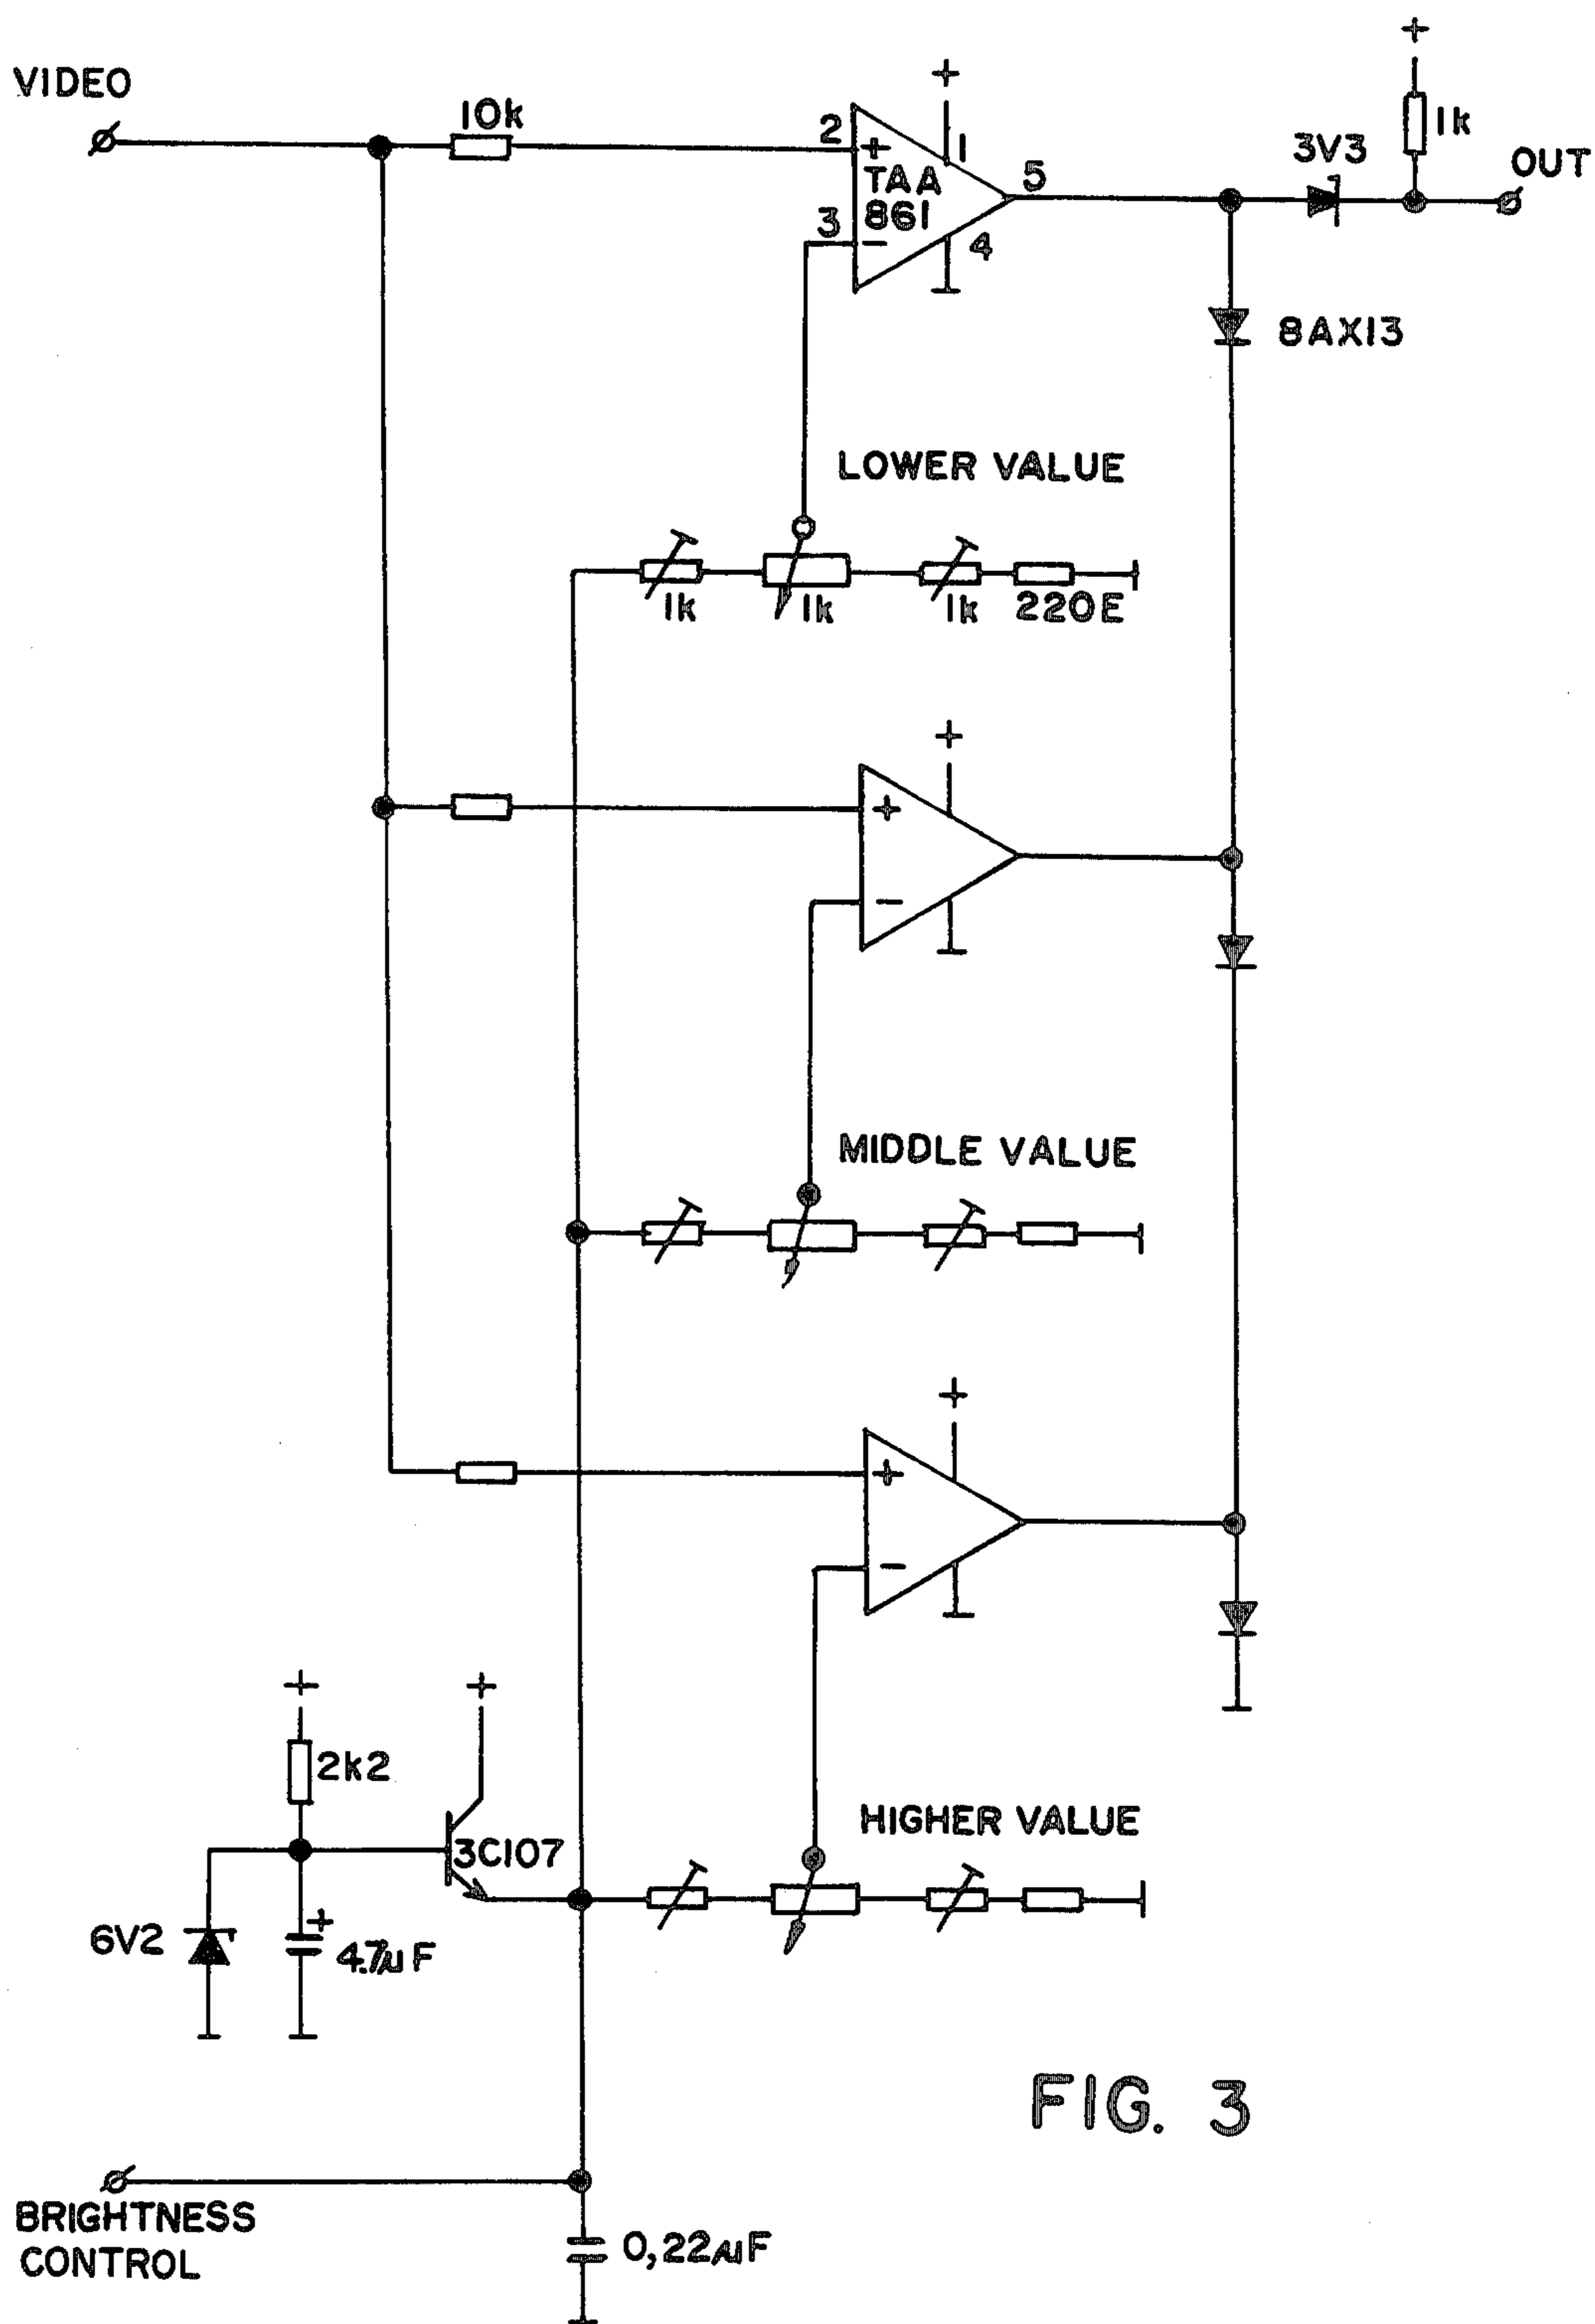 +
VIDEO
+
10k
2
+
1
TAA
861
5
3V3
1k
OUT
3
−
4
8AX13
LOWER VALUE
1k
1k
1k
220E
+
+
−
MIDDLE VALUE
+
+
−
+
+
2k2
HIGHER VALUE
3C107
6V2
+
4.7µF
FIG. 3
BRIGHTNESS
CONTROL
0,22µF